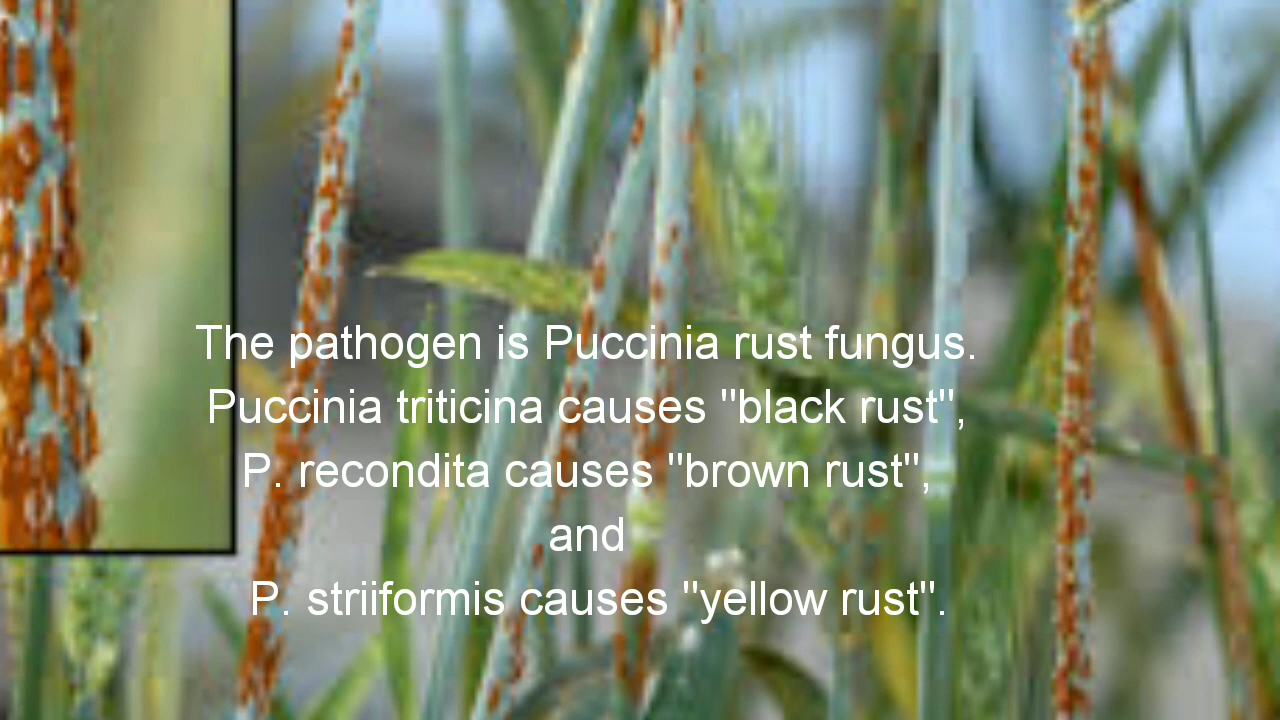 The pathogen is Puccinia rust fungus.
Puccinia triticina causes "black rust",
P. recondita causes "brown rust",
and
P. striiformis causes "yellow rust".